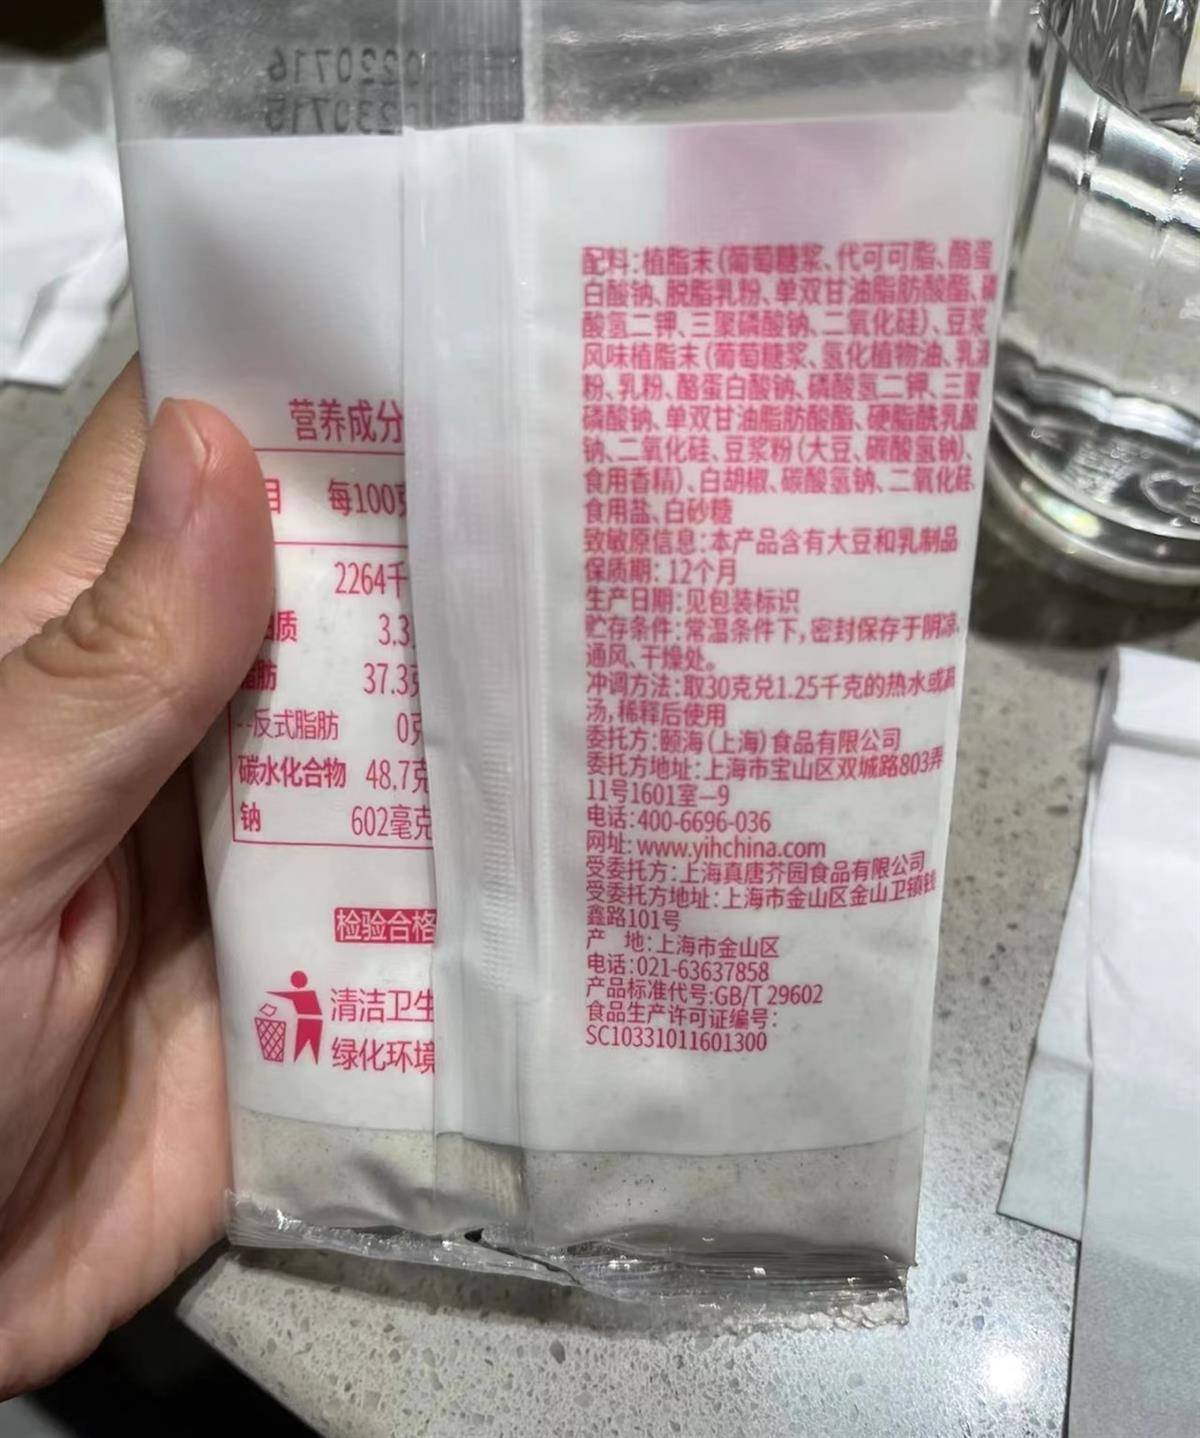 营养成分
目 每100克
2264千
白质 3.3
脂肪 37.3克
--反式脂肪 0克
碳水化合物 48.7克
钠 602毫克
检验合格
清洁卫生
绿化环境
配料:植脂末(葡萄糖浆、代可可脂、酪蛋
白酸钠、脱脂乳粉、单双甘油脂肪酸酯、磷
酸氢二钾、三聚磷酸钠、二氧化硅)、豆浆
风味植脂末(葡萄糖浆、氢化植物油、乳清
粉、乳粉、酪蛋白酸钠、磷酸氢二钾、三聚
磷酸钠、单双甘油脂肪酸酯、硬脂酰乳酸
钠、二氧化硅、豆浆粉(大豆、碳酸氢钠)、
食用香精)、白胡椒、碳酸氢钠、二氧化硅、
食用盐、白砂糖
致敏原信息:本产品含有大豆和乳制品
保质期: 12个月
生产日期:见包装标识
贮存条件:常温条件下,密封保存于阴凉、
通风、干燥处。
冲调方法:取30克兑1.25千克的热水或高
汤,稀释后使用
委托方:颐海(上海)食品有限公司
委托方地址:上海市宝山区双城路803弄
11号1601室—9
电话:400-6696-036
网址: www.yihchina.com
受委托方:上海真唐芥园食品有限公司
受委托方地址:上海市金山区金山卫镇钱
鑫路101号
产 地:上海市金山区
电话:021-63637858
产品标准代号:GB/T 29602
食品生产许可证编号:
SC10331011601300